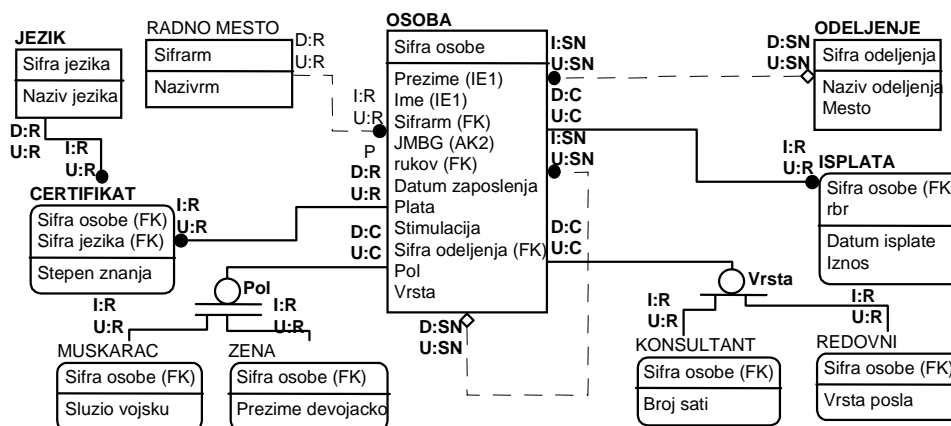 JEZIK
Sifra jezika
Naziv jezika
D:R
U:R
I:R
U:R
RADNO MESTO
Sifrarm
Nazivrm
D:R
U:R
I:R
U:R
P
OSOBA
Sifra osobe
Prezime (IE1)
Ime (IE1)
Sifrarm (FK)
JMBG (AK2)
rukov (FK)
Datum zaposlenja
Plata
Stimulacija
Sifra odeljenja (FK)
Pol
Vrsta
I:SN
U:SN
D:C
U:C
I:SN
U:SN
D:C
U:C
D:SN
U:SN
ODELJENJE
Sifra odeljenja
Naziv odeljenja
Mesto
D:SN
U:SN
I:R
U:R
ISPLATA
Sifra osobe (FK)
rbr
Datum isplate
Iznos
CERTIFIKAT
Sifra osobe (FK)
Sifra jezika (FK)
Stepen znanja
I:R
U:R
D:R
U:R
D:C
U:C
Pol
I:R
U:R
I:R
U:R
MUSKARAC
Sifra osobe (FK)
Sluzio vojsku
ZENA
Sifra osobe (FK)
Prezime devojacko
Vrsta
I:R
U:R
I:R
U:R
KONSULTANT
Sifra osobe (FK)
Broj sati
REDOVNI
Sifra osobe (FK)
Vrsta posla